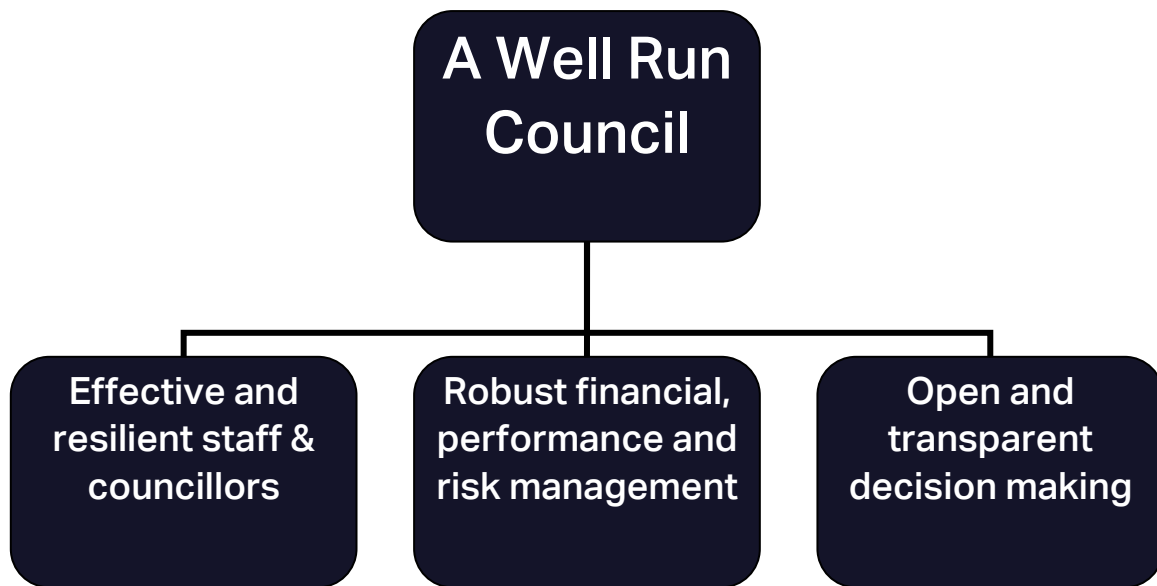 A Well Run
Council
Effective and
resilient staff &
councillors
Robust financial,
performance and
risk management
Open and
transparent
decision making